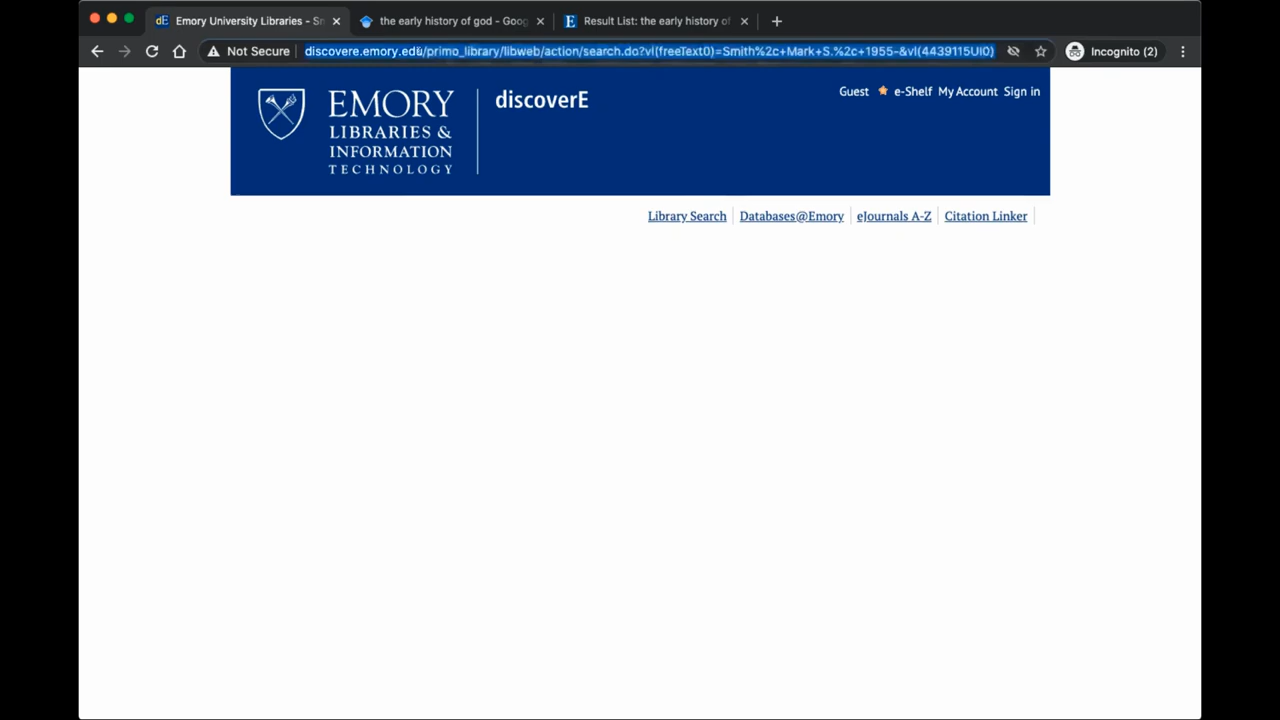 Emory University Libraries - Sn
the early history of god - Goog
Result List: the early history of
Not Secure
discovere.emory.edu/primo_library/libweb/action/search.do?vl(freeText0)=Smith%2c+Mark+S.%2c+1955-&vl(4439115UI0)
Incognito (2)
EMORY
LIBRARIES &
INFORMATION
TECHNOLOGY
discoverE
Guest
e-Shelf
My Account
Sign in
Library Search
Databases@Emory
eJournals A-Z
Citation Linker